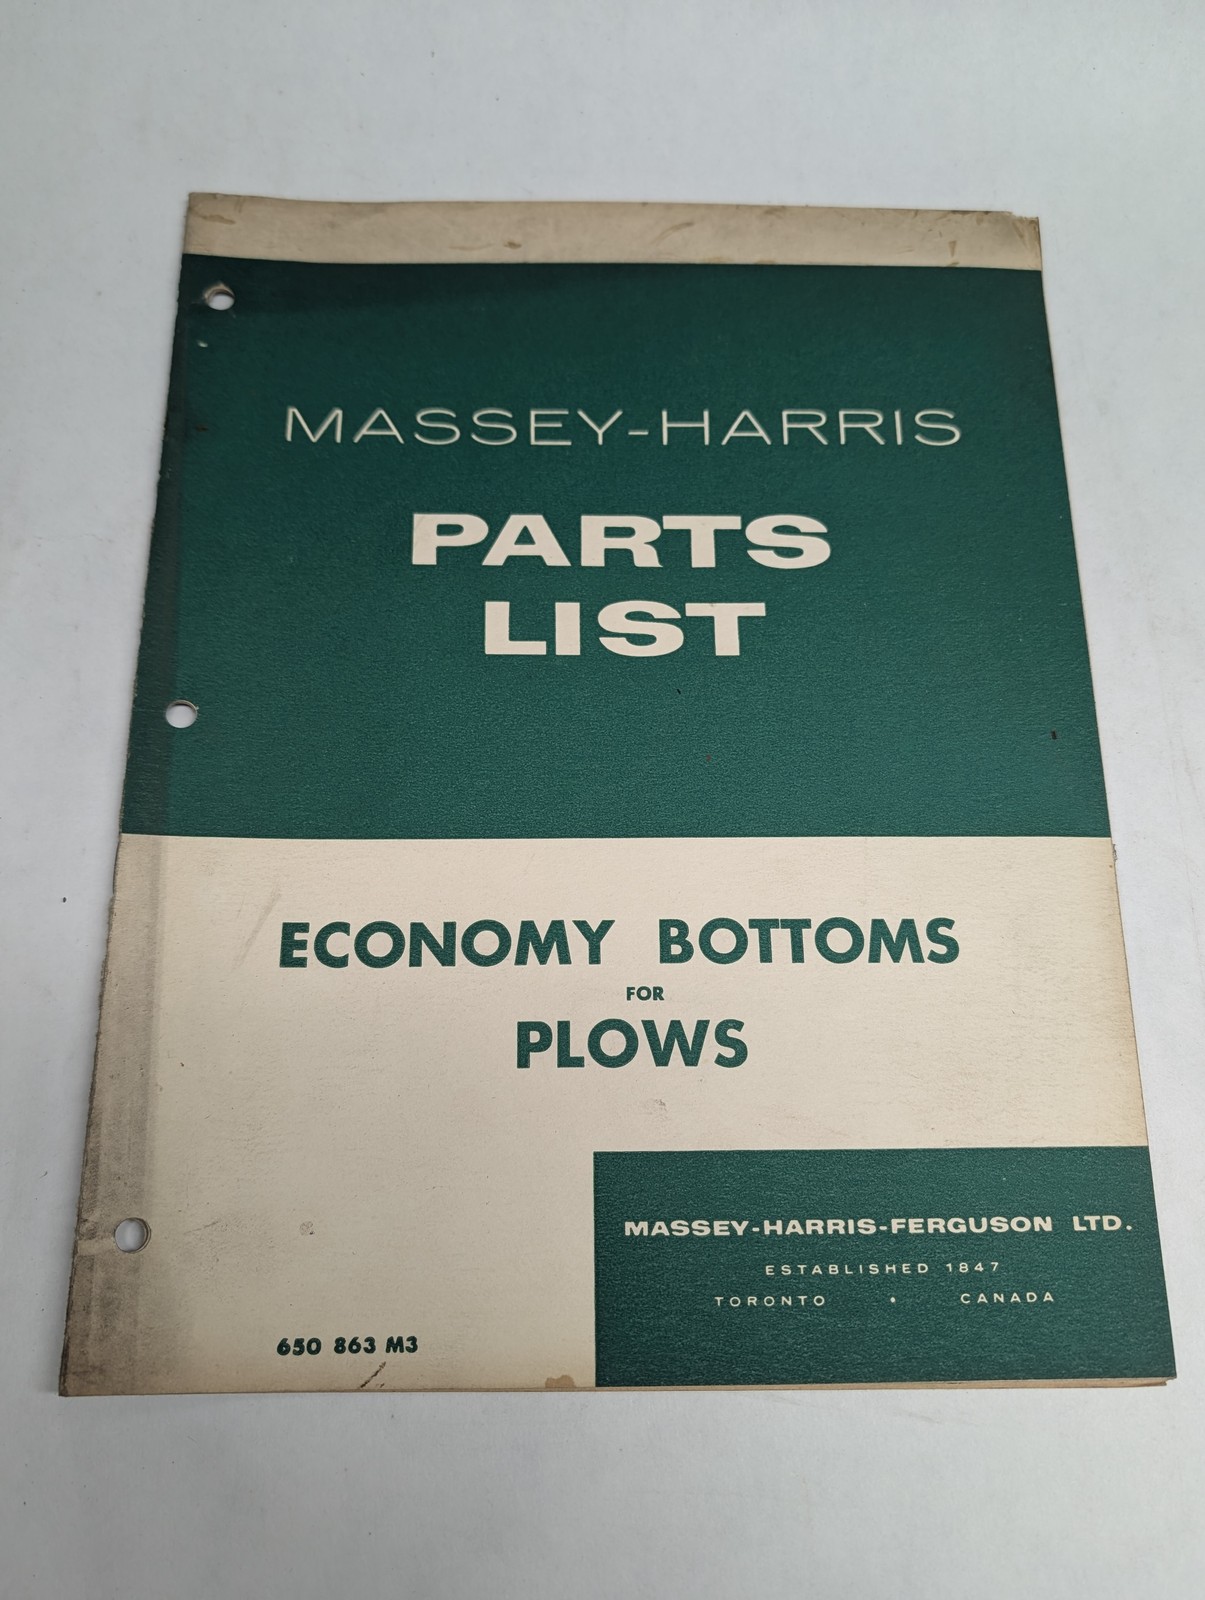 MASSEY-HARRIS
PARTS
LIST
ECONOMY BOTTOMS
FOR
PLOWS
MASSEY-HARRIS-FERGUSON LTD.
ESTABLISHED 1847
TORONTO • CANADA
650 863 M3